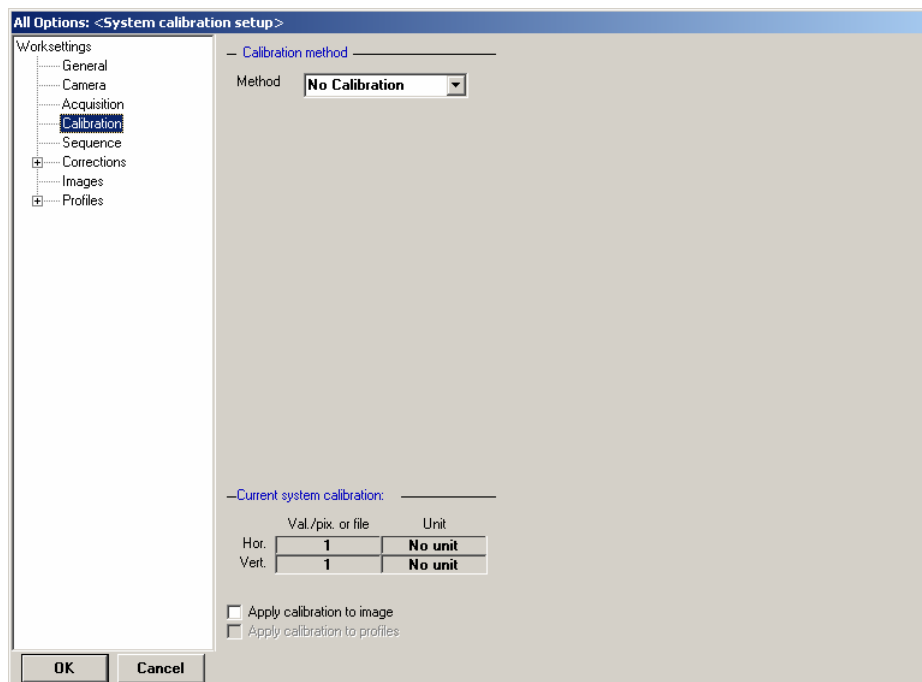 All Options: <System calibration setup>
Worksettings
General
Camera
Acquisition
Calibration
Sequence
Corrections
Images
Profiles
Calibration method
Method No Calibration
Current system calibration:
Val./pix. or file Unit
Hor. 1 No unit
Vert. 1 No unit
Apply calibration to image
Apply calibration to profiles
OK Cancel